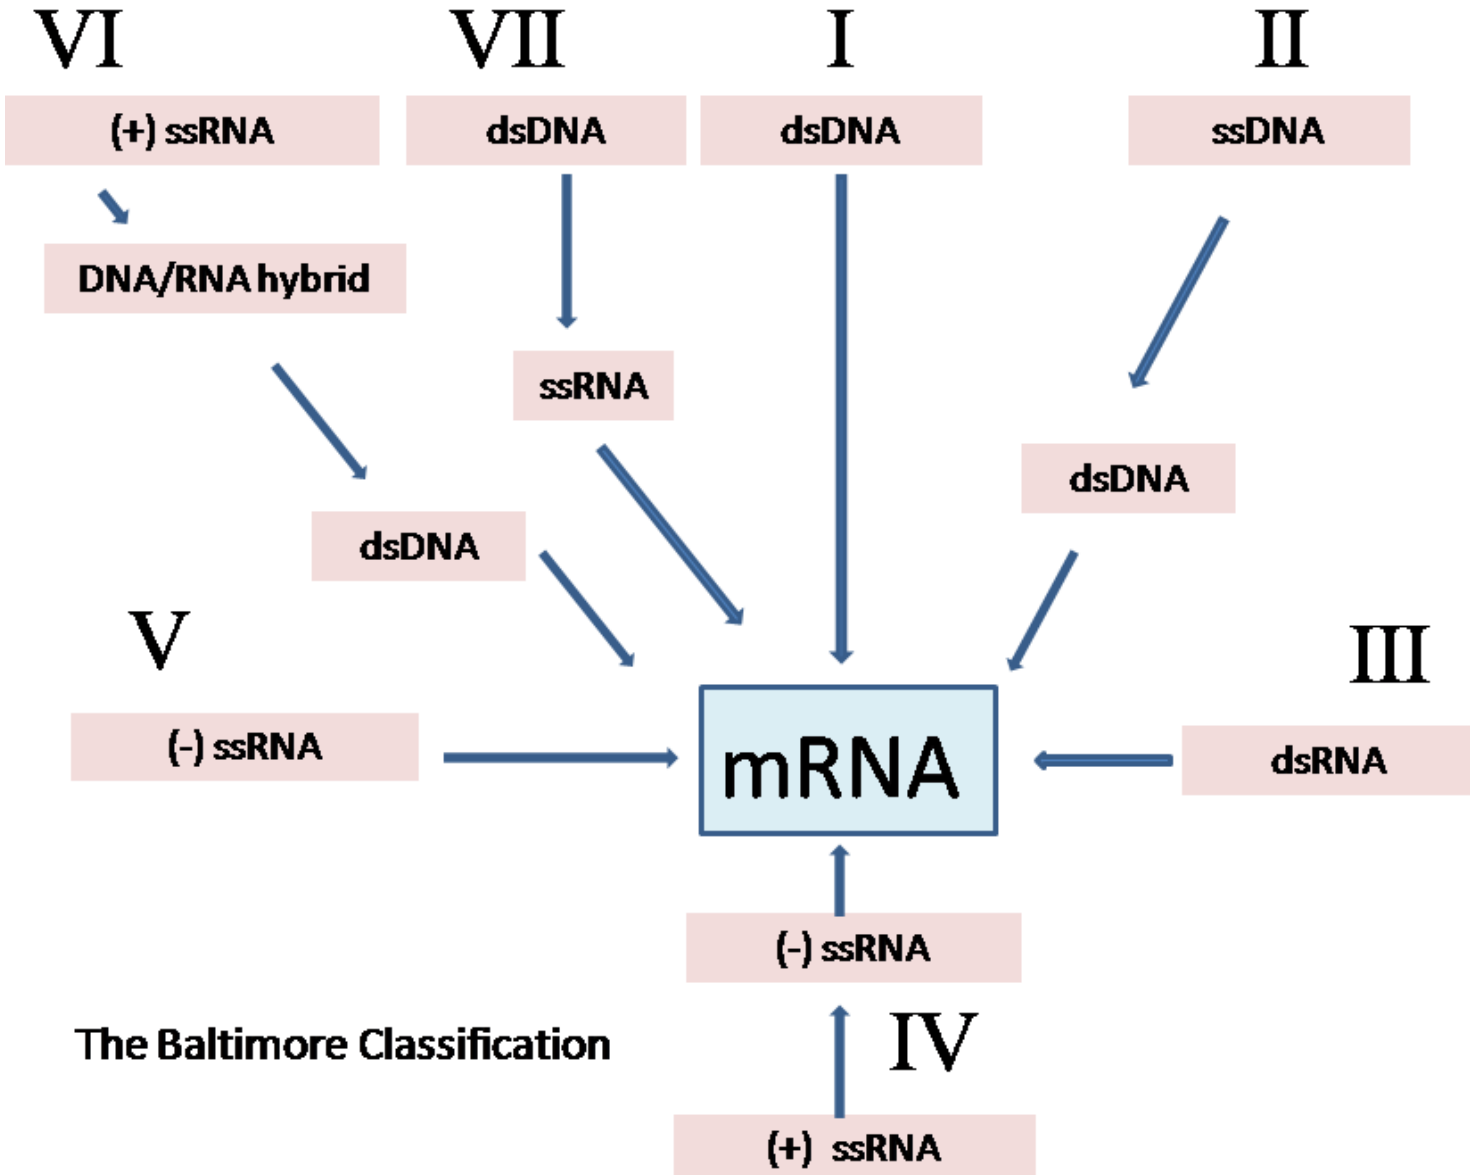 VI
VII
I
II
(+) ssRNA
dsDNA
dsDNA
ssDNA
DNA/RNA hybrid
ssRNA
dsDNA
dsDNA
V
III
(-) ssRNA
mRNA
dsRNA
(-) ssRNA
The Baltimore Classification
IV
(+) ssRNA